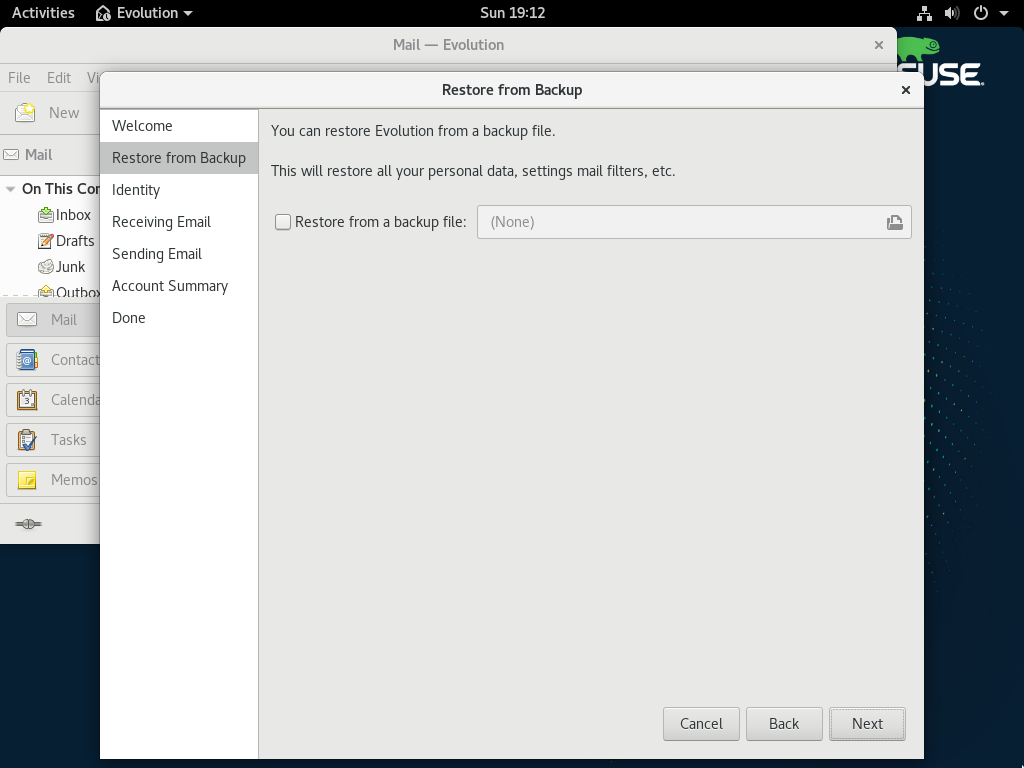 Activities Evolution Sun 19:12
Mail — Evolution
File Edit
Restore from Backup
New
Mail
On This
Inbox
Drafts
Junk
Outbox
Mail
Contact
Calenda
Tasks
Memos
Welcome
Restore from Backup
Identity
Receiving Email
Sending Email
Account Summary
Done
You can restore Evolution from a backup file.
This will restore all your personal data, settings mail filters, etc.
Restore from a backup file: (None)
Cancel Back Next